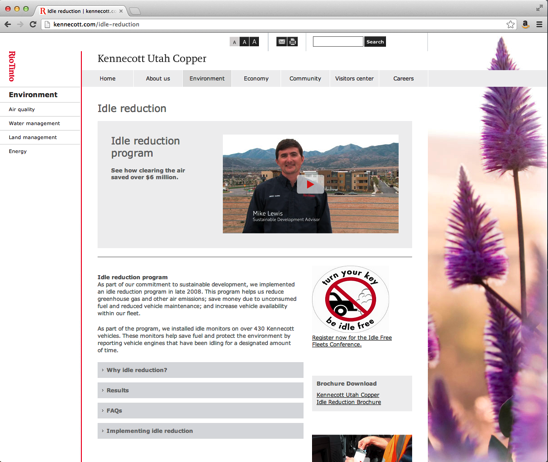 Idle reduction | kennecott.com
kennecott.com/idle-reduction
A A A
Search
RioTinto
Kennecott Utah Copper
Home
About us
Environment
Economy
Community
Visitors center
Careers
Environment
Air quality
Water management
Land management
Energy
Idle reduction
Idle reduction
program
See how clearing the air
saved over $6 million.
Mike Lewis
Sustainable Development Advisor
Idle reduction program
As part of our commitment to sustainable development, we implemented
an idle reduction program in late 2008. This program helps us reduce
greenhouse gas and other air emissions; save money due to unconsumed
fuel and reduced vehicle maintenance; and increase vehicle availability
within our fleet.
As part of the program, we installed idle monitors on over 430 Kennecott
vehicles. These monitors help save fuel and protect the environment by
reporting vehicle engines that have been idling for a designated amount
of time.
Why idle reduction?
Results
FAQs
Implementing idle reduction
turn your key
be idle free
Register now for the Idle Free
Fleets Conference.
Brochure Download
Kennecott Utah Copper
Idle Reduction Brochure